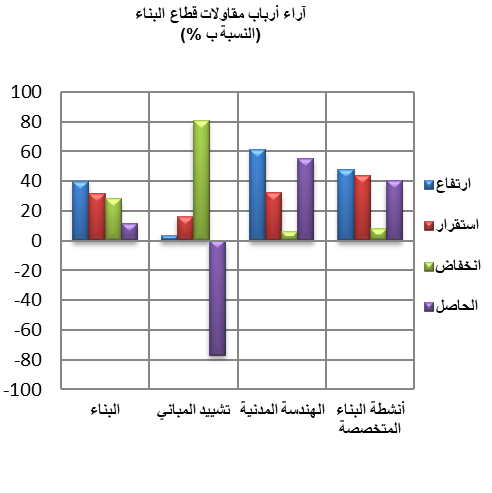 آراء أرباب مقاولات قطاع البناء
(النسبة ب %)
100
80
60
40
20
0
-20
-40
-60
-80
-100
ارتفاع
استقرار
انخفاض
الحاصل
البناء
تشييد المباني
الهندسة المدنية
أنشطة البناء
المتخصصة